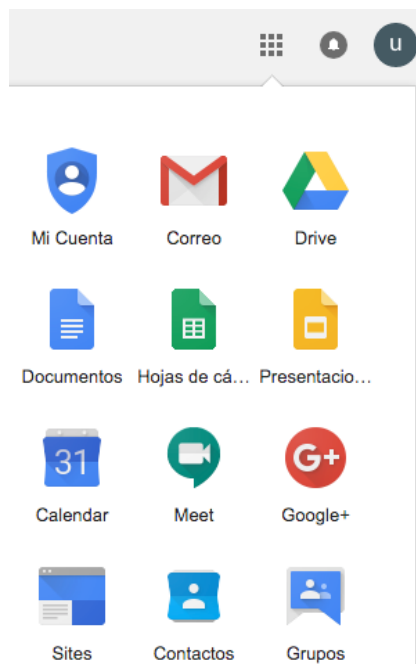 u
Mi Cuenta Correo Drive
Documentos Hojas de cá... Presentacio...
31 G+
Calendar Meet Google+
Sites Contactos Grupos